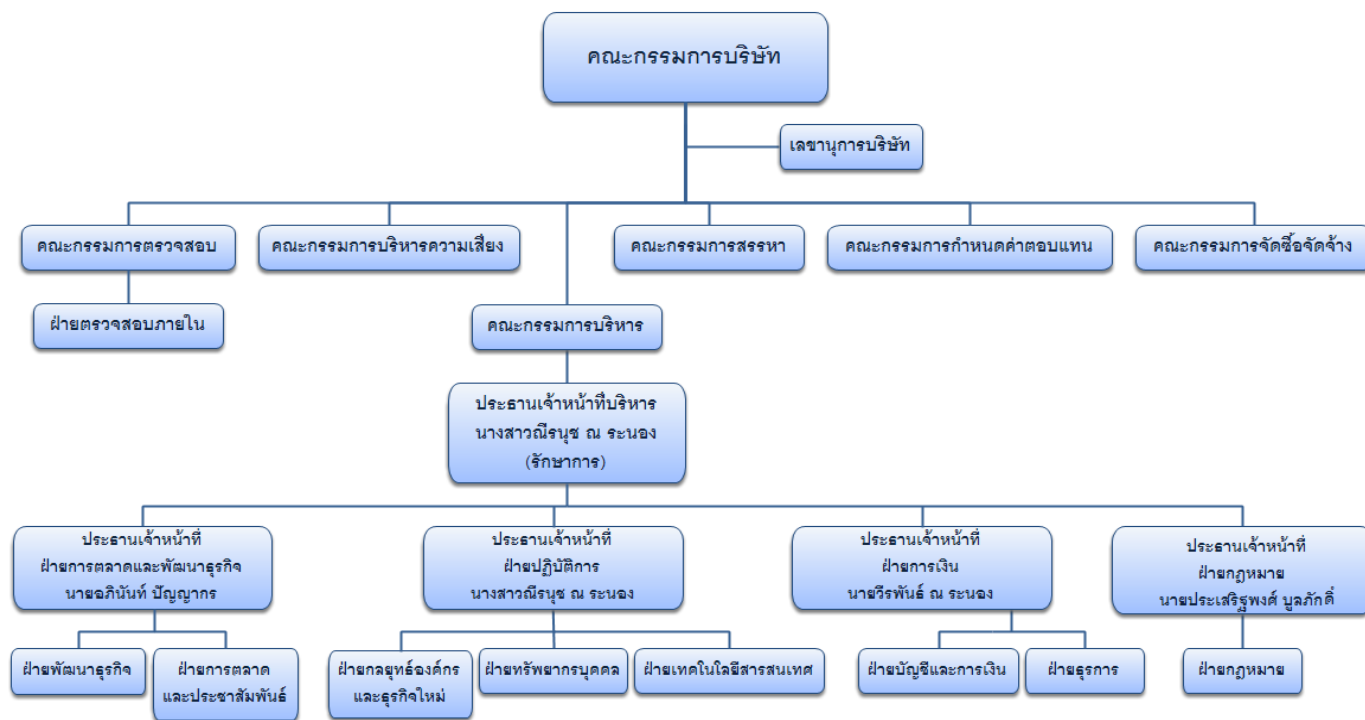 คณะกรรมการบริษัท
เลขานุการบริษัท
คณะกรรมการตรวจสอบ
คณะกรรมการบริหารความเสี่ยง
คณะกรรมการสรรหา
คณะกรรมการกำหนดค่าตอบแทน
คณะกรรมการจัดซื้อจัดจ้าง
ฝ่ายตรวจสอบภายใน
คณะกรรมการบริหาร
ประธานเจ้าหน้าที่บริหาร
นางสาวณีรนุช ณ ระนอง
(รักษาการ)
ประธานเจ้าหน้าที่
ฝ่ายการตลาดและพัฒนาธุรกิจ
นายอภินันท์ ปัญญากร
ประธานเจ้าหน้าที่
ฝ่ายปฏิบัติการ
นางสาวณีรนุช ณ ระนอง
ประธานเจ้าหน้าที่
ฝ่ายการเงิน
นายวีรพันธ์ ณ ระนอง
ประธานเจ้าหน้าที่
ฝ่ายกฎหมาย
นายประเสริฐพงศ์ บูลภักดิ์
ฝ่ายพัฒนาธุรกิจ
ฝ่ายการตลาด
และประชาสัมพันธ์
ฝ่ายกลยุทธ์องค์กร
และธุรกิจใหม่
ฝ่ายทรัพยากรบุคคล
ฝ่ายเทคโนโลยีสารสนเทศ
ฝ่ายบัญชีและการเงิน
ฝ่ายธุรการ
ฝ่ายกฎหมาย